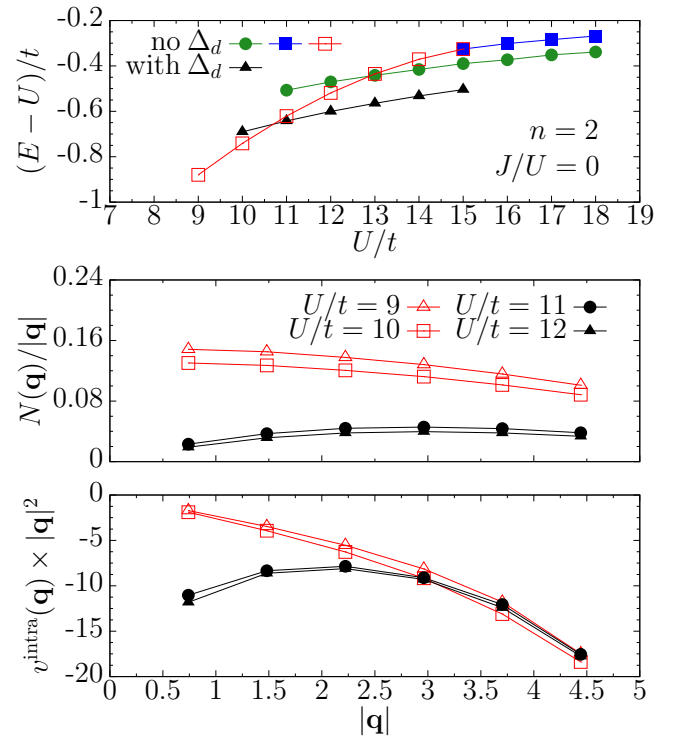 -0.2
-0.4
-0.6
-0.8
-1
(E − U)/t
no Δ_d
with Δ_d
n = 2
J/U = 0
7 8 9 10 11 12 13 14 15 16 17 18 19
U/t
0.24
0.16
0.08
0
N(q)/|q|
U/t = 9 U/t = 11
U/t = 10 U/t = 12
0
-5
-10
-15
-20
v^intra(q) × |q|^2
0 0.5 1 1.5 2 2.5 3 3.5 4 4.5 5
|q|